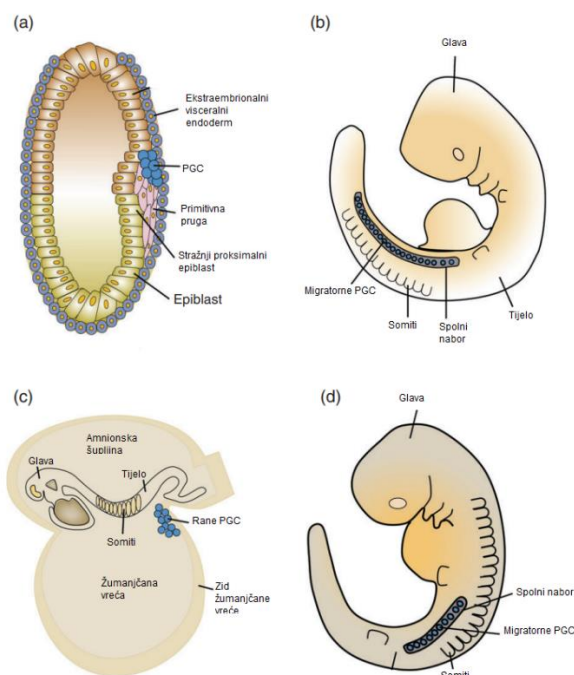 (a)
Ekstraembrionalni
visceralni
endoderm
PGC
Primitivna
pruga
Stražnji proksimalni
epiblast
Epiblast
(b)
Glava
Migratorne PGC
Somiti
Spolni
nabor
Tijelo
(c)
Amnionska
šupljina
Glava
Tijelo
Somiti
Rane PGC
Žumanjčana
vreća
Zid
žumanjčane
vreće
(d)
Glava
Spolni nabor
Migratorne PGC
Somiti